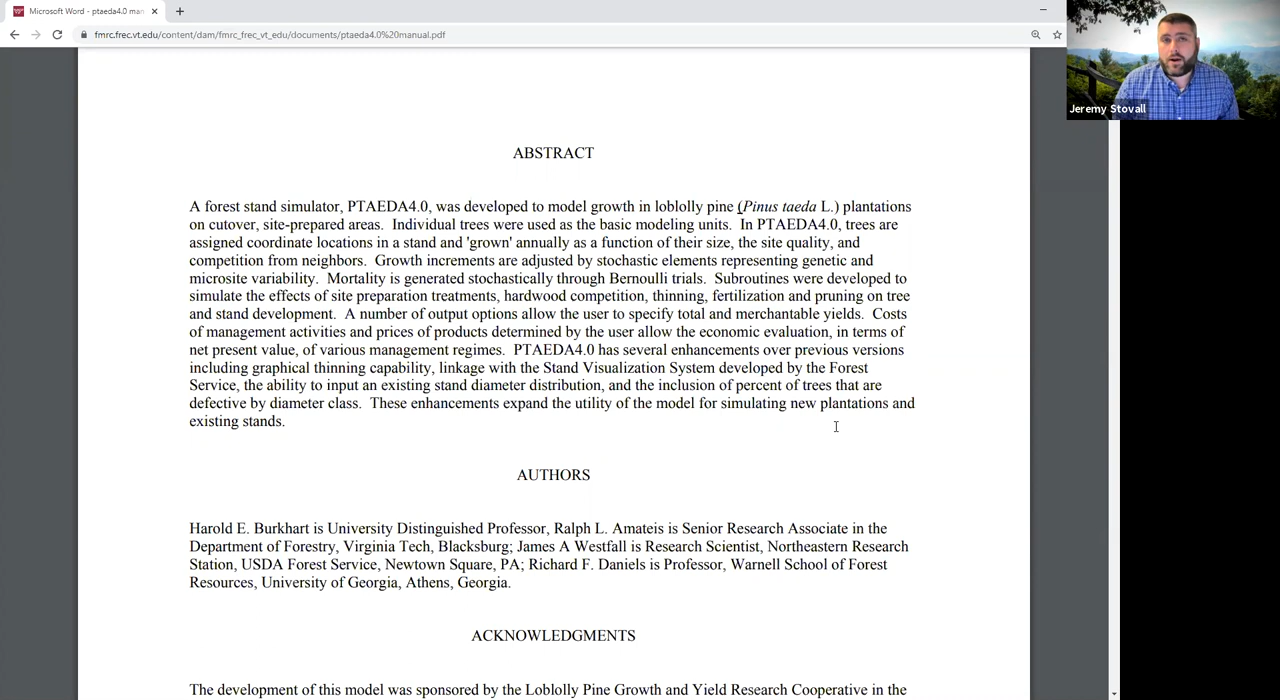 Microsoft Word - ptaeda4.0 man
fmrc.frec.vt.edu/content/dam/fmrc_frec_vt_edu/documents/ptaeda4.0%20manual.pdf
Jeremy Stovall
ABSTRACT
A forest stand simulator, PTAEDA4.0, was developed to model growth in loblolly pine (Pinus taeda L.) plantations
on cutover, site-prepared areas.  Individual trees were used as the basic modeling units.  In PTAEDA4.0, trees are
assigned coordinate locations in a stand and 'grown' annually as a function of their size, the site quality, and
competition from neighbors.  Growth increments are adjusted by stochastic elements representing genetic and
microsite variability.  Mortality is generated stochastically through Bernoulli trials.  Subroutines were developed to
simulate the effects of site preparation treatments, hardwood competition, thinning, fertilization and pruning on tree
and stand development.  A number of output options allow the user to specify total and merchantable yields.  Costs
of management activities and prices of products determined by the user allow the economic evaluation, in terms of
net present value, of various management regimes.  PTAEDA4.0 has several enhancements over previous versions
including graphical thinning capability, linkage with the Stand Visualization System developed by the Forest
Service, the ability to input an existing stand diameter distribution, and the inclusion of percent of trees that are
defective by diameter class.  These enhancements expand the utility of the model for simulating new plantations and
existing stands.
AUTHORS
Harold E. Burkhart is University Distinguished Professor, Ralph L. Amateis is Senior Research Associate in the
Department of Forestry, Virginia Tech, Blacksburg; James A Westfall is Research Scientist, Northeastern Research
Station, USDA Forest Service, Newtown Square, PA; Richard F. Daniels is Professor, Warnell School of Forest
Resources, University of Georgia, Athens, Georgia.
ACKNOWLEDGMENTS
The development of this model was sponsored by the Loblolly Pine Growth and Yield Research Cooperative in the